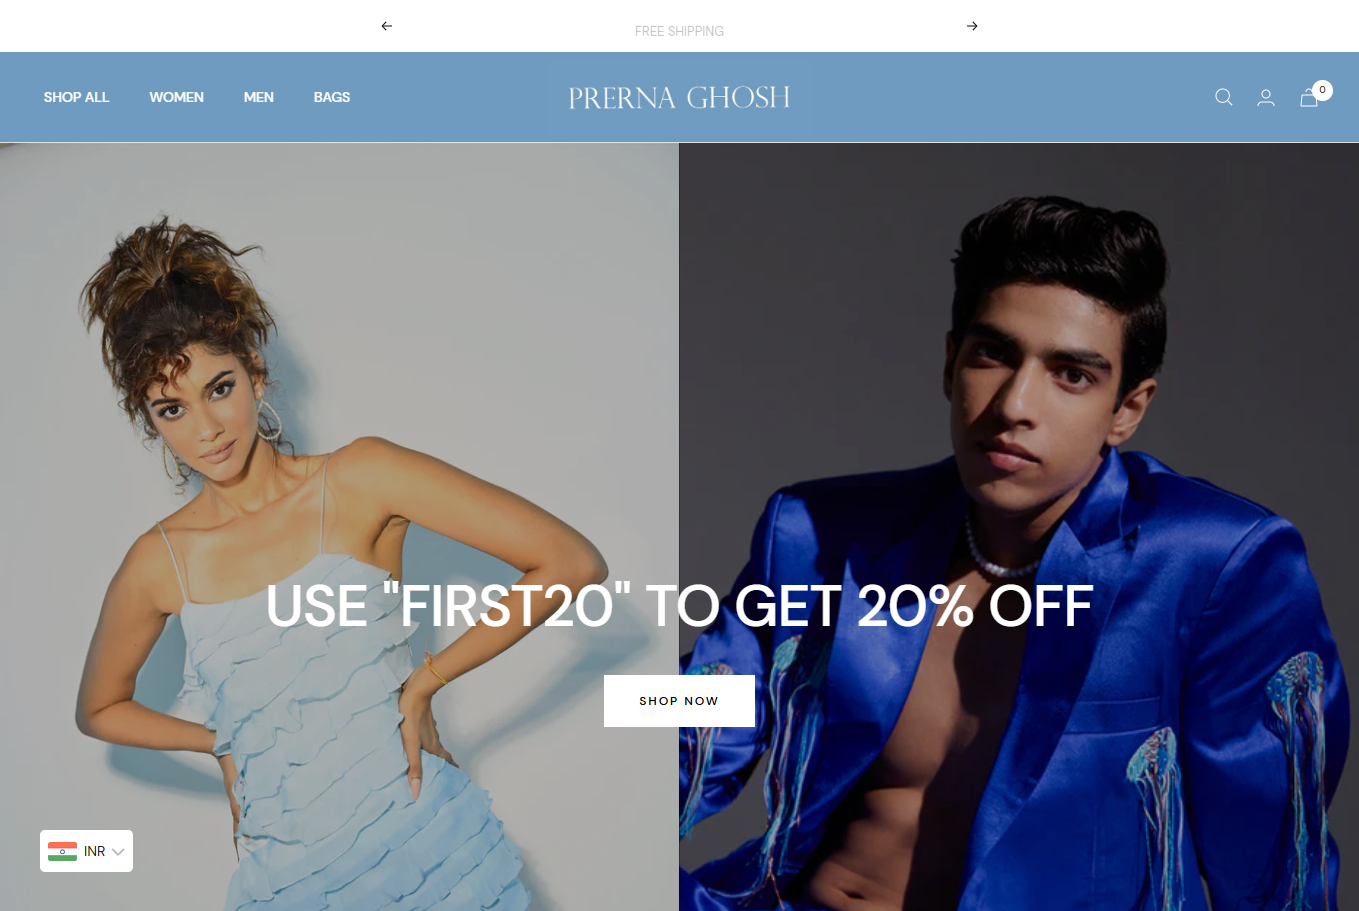 FREE SHIPPING
SHOP ALL WOMEN MEN BAGS
PRERNA GHOSH
0
USE "FIRST20" TO GET 20% OFF
SHOP NOW
INR